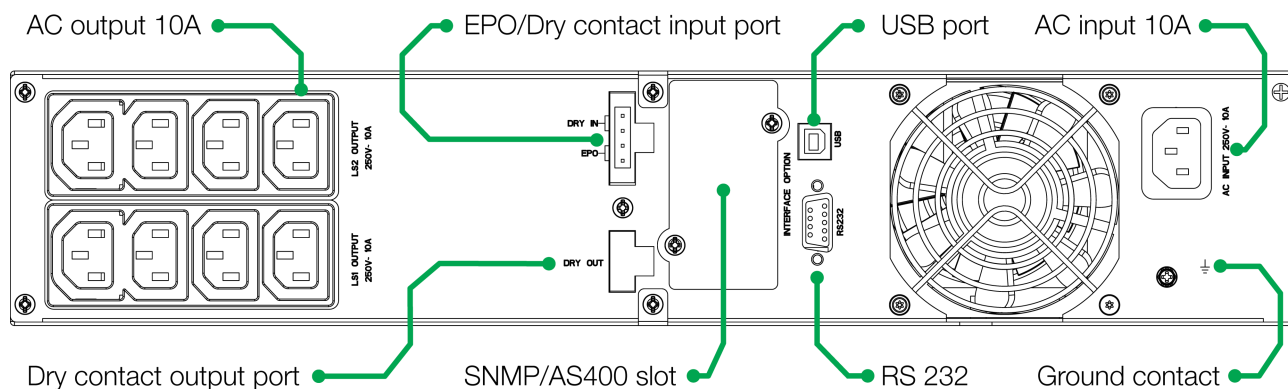 AC output 10A
EPO/Dry contact input port
USB port
AC input 10A
DRY IN
EPO
LS2 OUTPUT
250V~ 10A
LS1 OUTPUT
250V~ 10A
DRY OUT
INTERFACE OPTION
USB
RS232
AC INPUT 250V~ 10A
Dry contact output port
SNMP/AS400 slot
RS 232
Ground contact